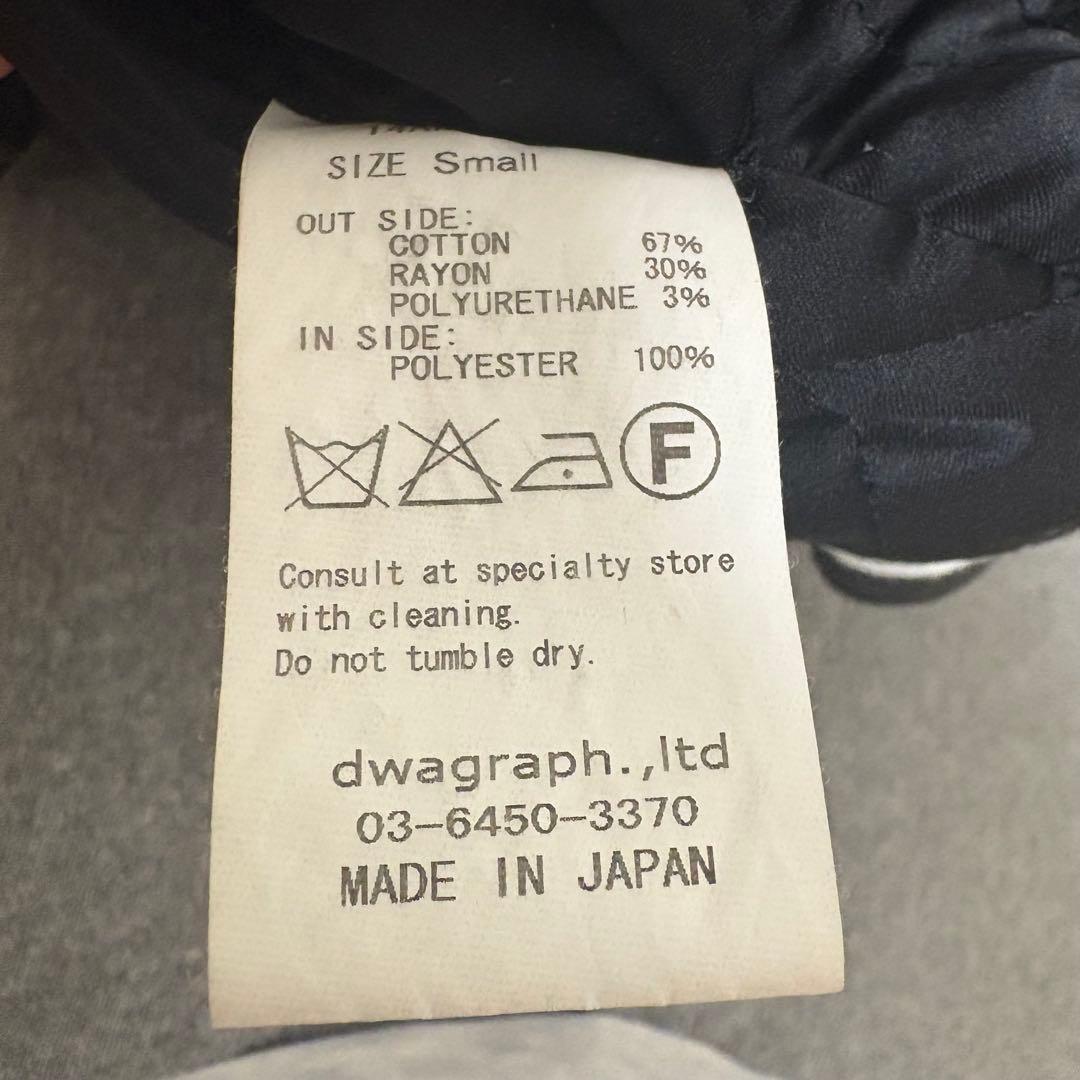 SIZE Small
OUT SIDE:
COTTON 67%
RAYON 30%
POLYURETHANE 3%
IN SIDE:
POLYESTER 100%
F
Consult at specialty store
with cleaning.
Do not tumble dry.
dwagraph.,ltd
03-6450-3370
MADE IN JAPAN